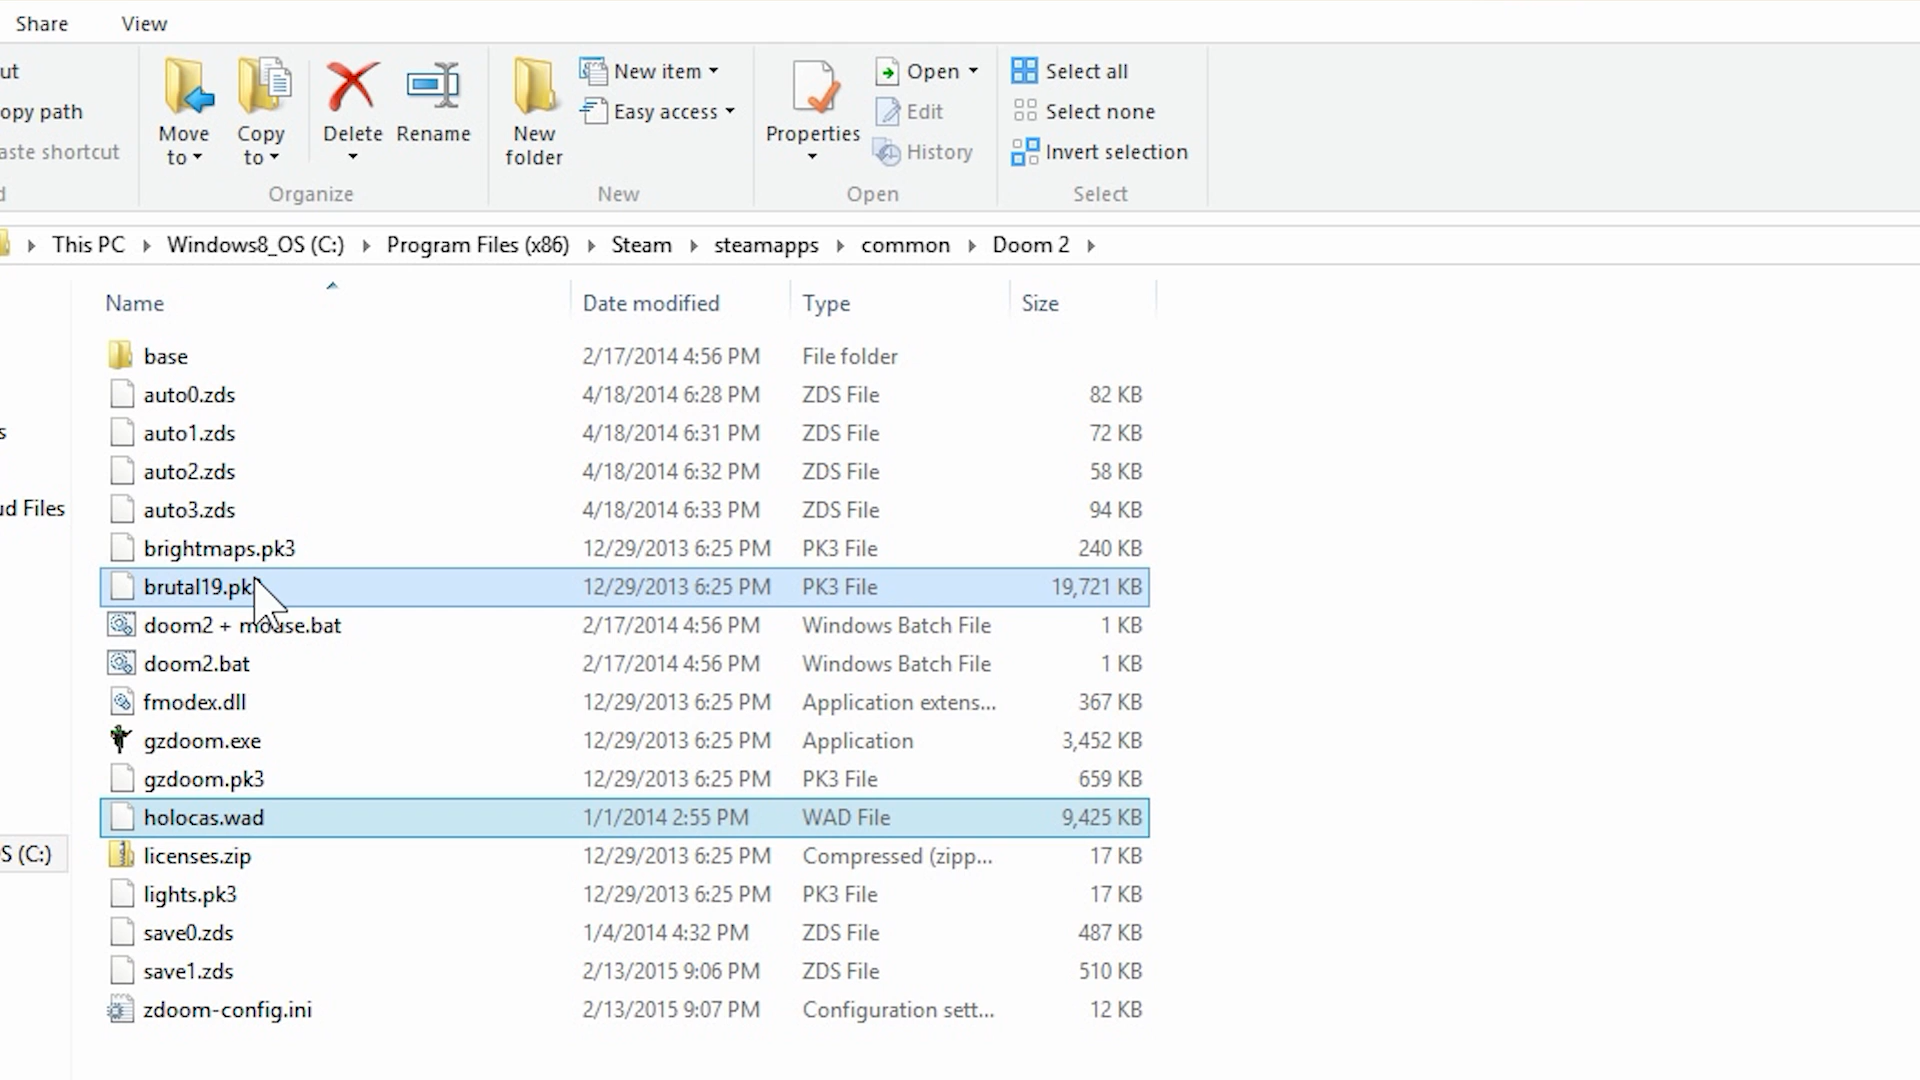 Share View
ut
opy path
aste shortcut
d
Move to
Copy to
Delete
Rename
Organize
New folder
New item
Easy access
New
Properties
Open
Edit
History
Open
Select all
Select none
Invert selection
Select
This PC Windows8_OS (C:) Program Files (x86) Steam steamapps common Doom 2
Name Date modified Type Size
base 2/17/2014 4:56 PM File folder
auto0.zds 4/18/2014 6:28 PM ZDS File 82 KB
s
auto1.zds 4/18/2014 6:31 PM ZDS File 72 KB
auto2.zds 4/18/2014 6:32 PM ZDS File 58 KB
ud Files
auto3.zds 4/18/2014 6:33 PM ZDS File 94 KB
brightmaps.pk3 12/29/2013 6:25 PM PK3 File 240 KB
brutal19.pk 12/29/2013 6:25 PM PK3 File 19,721 KB
doom2 + mouse.bat 2/17/2014 4:56 PM Windows Batch File 1 KB
doom2.bat 2/17/2014 4:56 PM Windows Batch File 1 KB
fmodex.dll 12/29/2013 6:25 PM Application extens... 367 KB
gzdoom.exe 12/29/2013 6:25 PM Application 3,452 KB
gzdoom.pk3 12/29/2013 6:25 PM PK3 File 659 KB
holocas.wad 1/1/2014 2:55 PM WAD File 9,425 KB
S (C:)
licenses.zip 12/29/2013 6:25 PM Compressed (zipp... 17 KB
lights.pk3 12/29/2013 6:25 PM PK3 File 17 KB
save0.zds 1/4/2014 4:32 PM ZDS File 487 KB
save1.zds 2/13/2015 9:06 PM ZDS File 510 KB
zdoom-config.ini 2/13/2015 9:07 PM Configuration sett... 12 KB